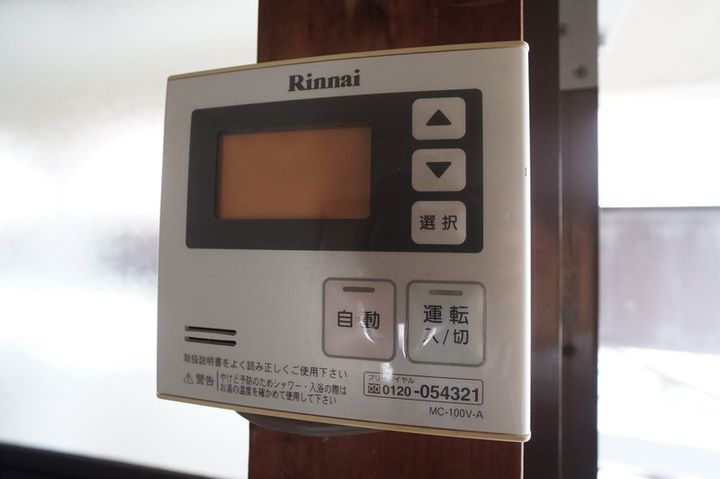 Rinnai
▲
▼
選択
自動
運転
入/切
取扱説明書をよく読み正しくご使用下さい
⚠警告
やけど予防のためシャワー・入浴の際は
お湯の温度を確かめて使用して下さい
フリーダイヤル
0120-054321
MC-100V-A